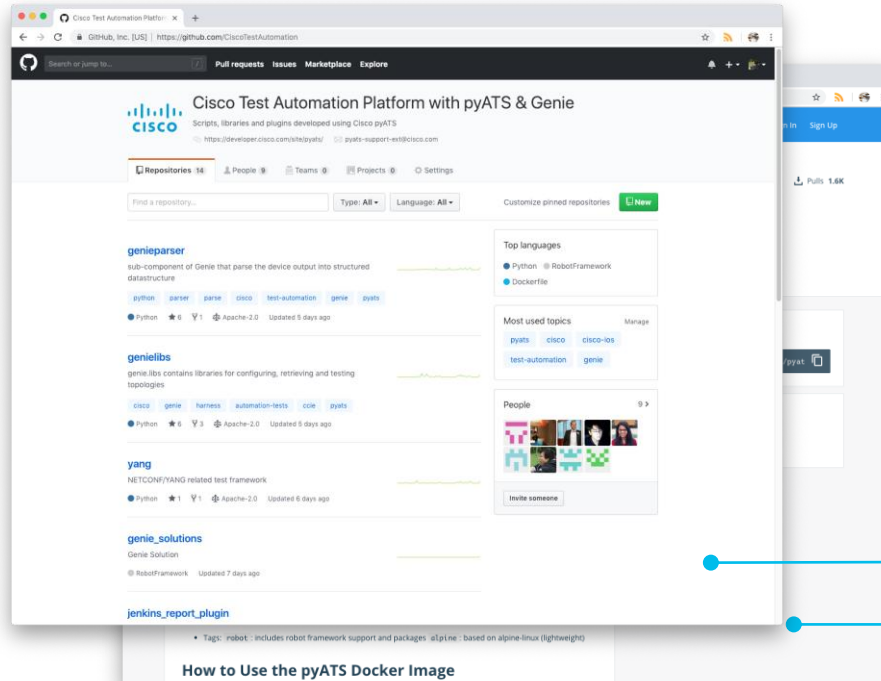 Cisco Test Automation Platfor
GitHub, Inc. [US] | https://github.com/CiscoTestAutomation
Search or jump to...
/
Pull requests Issues Marketplace Explore
CISCO
Cisco Test Automation Platform with pyATS & Genie
Scripts, libraries and plugins developed using Cisco pyATS
https://developer.cisco.com/site/pyats/ pyats-support-ext@cisco.com
Repositories 14 People 9 Teams 0 Projects 0 Settings
Find a repository... Type: All Language: All
Customize pinned repositories New
genieparser
sub-component of Genie that parse the device output into structured
datastructure
python parser parse cisco test-automation genie pyats
Python 6 1 Apache-2.0 Updated 5 days ago
genielibs
genie.libs contains libraries for configuring, retrieving and testing
topologies
cisco genie harness automation-tests ccie pyats
Python 6 3 Apache-2.0 Updated 5 days ago
yang
NETCONF/YANG related test framework
Python 1 1 Apache-2.0 Updated 6 days ago
genie_solutions
Genie Solution
RobotFramework Updated 7 days ago
jenkins_report_plugin
Top languages
Python RobotFramework
Dockerfile
Most used topics Manage
pyats cisco cisco-ios
test-automation genie
People 9
Invite someone
n In Sign Up
Pulls 1.6K
/pyat
Tags: robot : includes robot framework support and packages alpine : based on alpine-linux (lightweight)
How to Use the pyATS Docker Image